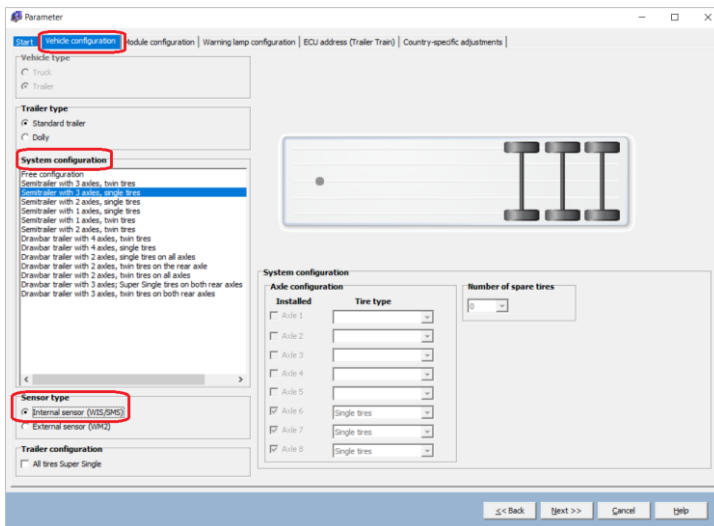 Parameter
Start | Vehicle configuration | Module configuration | Warning lamp configuration | ECU address (Trailer Train) | Country-specific adjustments |
Vehicle type
Truck
Trailer
Trailer type
Standard trailer
Dolly
System configuration
Free configuration
Semitrailer with 3 axles, twin tires
Semitrailer with 3 axles, single tires
Semitrailer with 2 axles, single tires
Semitrailer with 1 axles, single tires
Semitrailer with 1 axles, twin tires
Semitrailer with 2 axles, twin tires
Drawbar trailer with 4 axles, twin tires
Drawbar trailer with 4 axles, single tires
Drawbar trailer with 2 axles, single tires on all axles
Drawbar trailer with 2 axles, twin tires on the rear axle
Drawbar trailer with 2 axles, twin tires on all axles
Drawbar trailer with 3 axles; Super Single tires on both rear axles
Drawbar trailer with 3 axles, twin tires on both rear axles
Sensor type
Internal sensor (WIS/SMS)
External sensor (WM2)
Trailer configuration
All tires Super Single
System configuration
Axle configuration
Installed Tire type
Axle 1
Axle 2
Axle 3
Axle 4
Axle 5
Axle 6 Single tires
Axle 7 Single tires
Axle 8 Single tires
Number of spare tires
0
<< Back Next >> Cancel Help